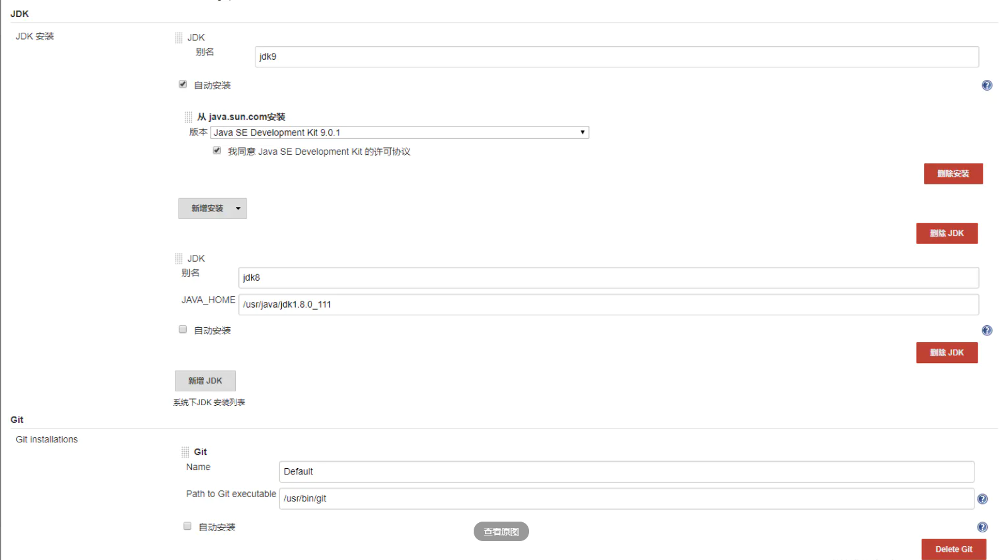 JDK
JDK 安装
JDK
别名
jdk9
自动安装
从 java.sun.com安装
版本 Java SE Development Kit 9.0.1
我同意 Java SE Development Kit 的许可协议
删除安装
新增安装
删除 JDK
JDK
别名
jdk8
JAVA_HOME
/usr/java/jdk1.8.0_111
自动安装
删除 JDK
新增 JDK
系统下JDK 安装列表
Git
Git installations
Git
Name
Default
Path to Git executable
/usr/bin/git
自动安装
查看原图
Delete Git